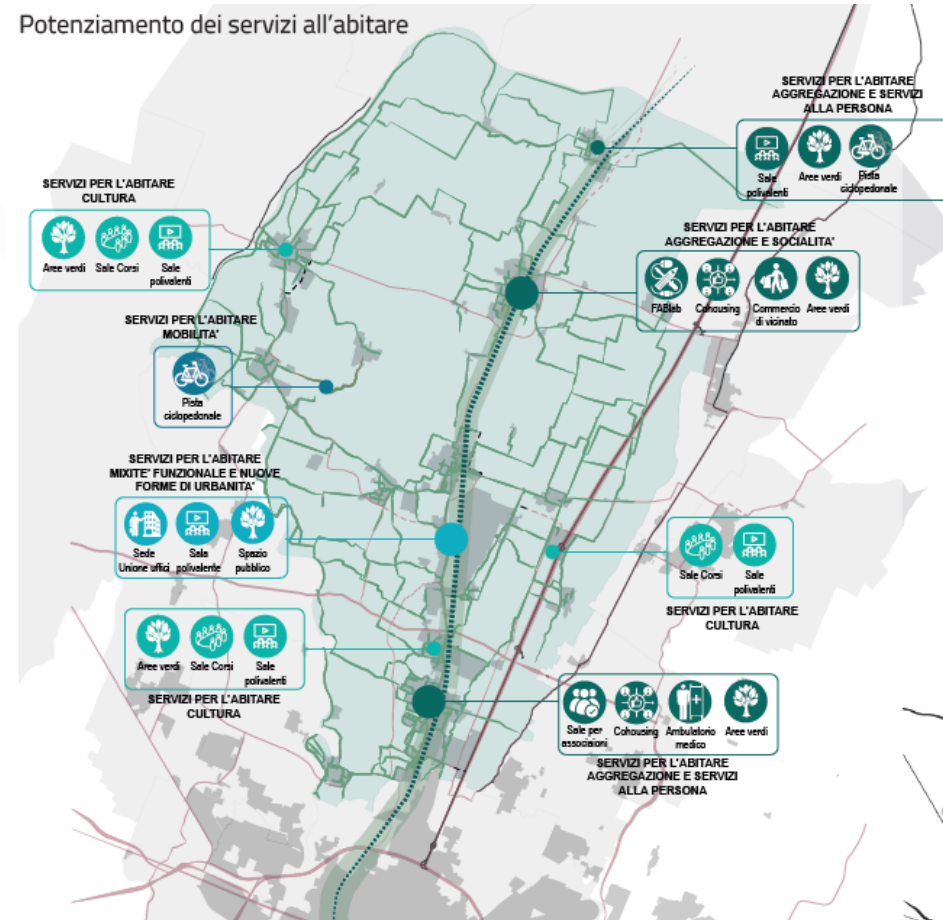 Potenziamento dei servizi all'abitare
SERVIZI PER L'ABITARE
AGGREGAZIONE E SERVIZI
ALLA PERSONA
Sale
polivalenti
Aree verdi
Pista
ciclopedonale
SERVIZI PER L'ABITARE
CULTURA
Aree verdi
Sale Corsi
Sale
polivalenti
SERVIZI PER L'ABITARE
AGGREGAZIONE E SOCIALITA'
FABlab
Cohousing
Commercio
di vicinato
Aree verdi
SERVIZI PER L'ABITARE
MOBILITA'
Pista
ciclopedonale
SERVIZI PER L'ABITARE
MIXITE' FUNZIONALE E NUOVE
FORME DI URBANITA'
Sede
Unione uffici
Sala
polivalente
Spazio
pubblico
Sale Corsi
Sale
polivalenti
SERVIZI PER L'ABITARE
CULTURA
Aree verdi
Sale Corsi
Sale
polivalenti
SERVIZI PER L'ABITARE
CULTURA
Sale per
associaioni
Cohousing
Ambulatorio
medico
Aree verdi
SERVIZI PER L'ABITARE
AGGREGAZIONE E SERVIZI
ALLA PERSONA